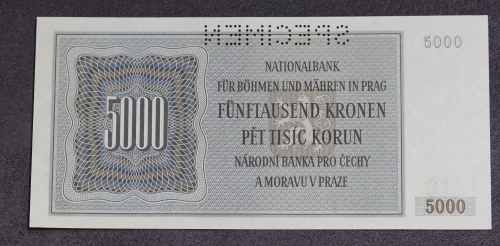 SPECIMEN
5000
NATIONALBANK
FÜR BÖHMEN UND MÄHREN IN PRAG
FÜNFTAUSEND KRONEN
PĚT TISÍC KORUN
NÁRODNÍ BANKA PRO ČECHY
A MORAVU V PRAZE
5000
5000